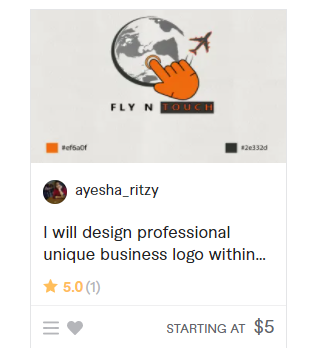 FLY N TOUCH
#ef6a0f #2e332d
ayesha_ritzy
I will design professional
unique business logo within...
5.0 (1)
STARTING AT $5